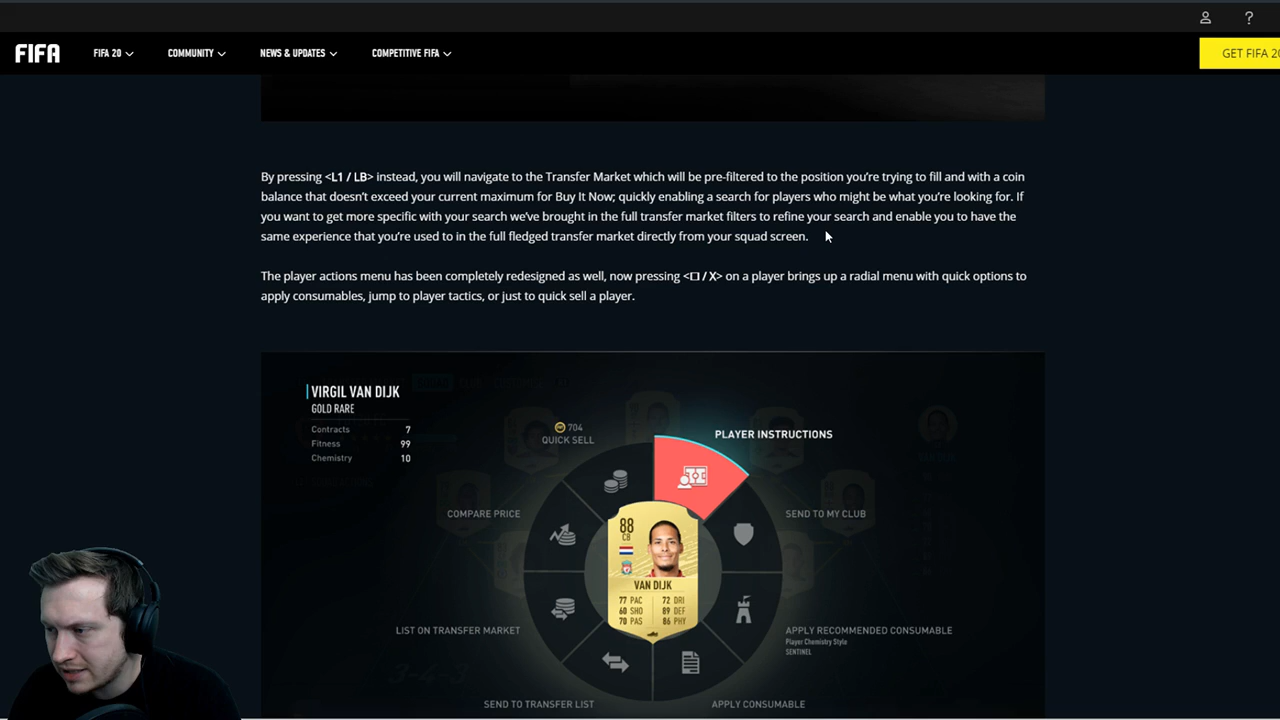 FIFA
FIFA 20
COMMUNITY
NEWS & UPDATES
COMPETITIVE FIFA
GET FIFA 20
By pressing <L1 / LB> instead, you will navigate to the Transfer Market which will be pre-filtered to the position you're trying to fill and with a coin
balance that doesn't exceed your current maximum for Buy It Now; quickly enabling a search for players who might be what you're looking for. If
you want to get more specific with your search we've brought in the full transfer market filters to refine your search and enable you to have the
same experience that you're used to in the full fledged transfer market directly from your squad screen.
The player actions menu has been completely redesigned as well, now pressing <□ / X> on a player brings up a radial menu with quick options to
apply consumables, jump to player tactics, or just to quick sell a player.
VIRGIL VAN DIJK
GOLD RARE
Contracts 7
Fitness 99
Chemistry 10
704
QUICK SELL
PLAYER INSTRUCTIONS
COMPARE PRICE
SEND TO MY CLUB
88
CB
VAN DIJK
77 PAC 72 DRI
60 SHO 89 DEF
70 PAS 86 PHY
LIST ON TRANSFER MARKET
APPLY RECOMMENDED CONSUMABLE
Player Chemistry Style
SENTINEL
3-4-3
SEND TO TRANSFER LIST
APPLY CONSUMABLE